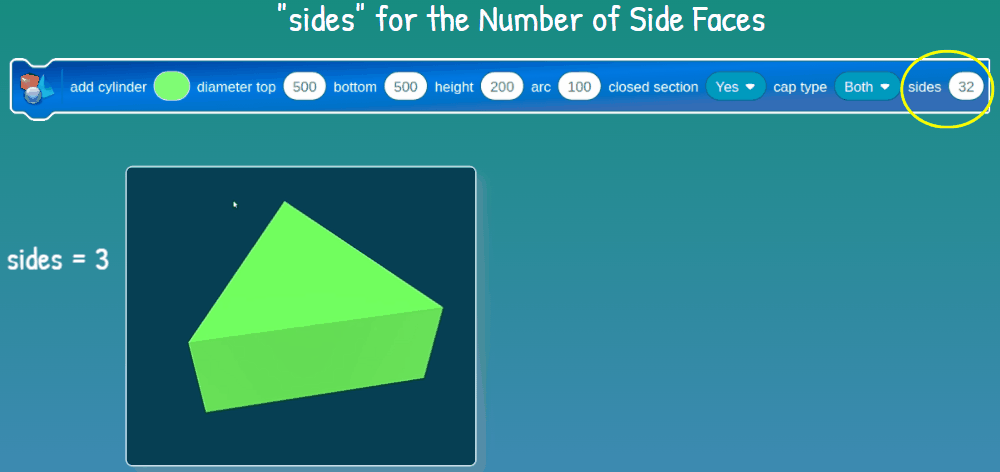 "sides" for the Number of Side Faces
add cylinder diameter top 500 bottom 500 height 200 arc 100 closed section Yes cap type Both sides 32
sides = 3